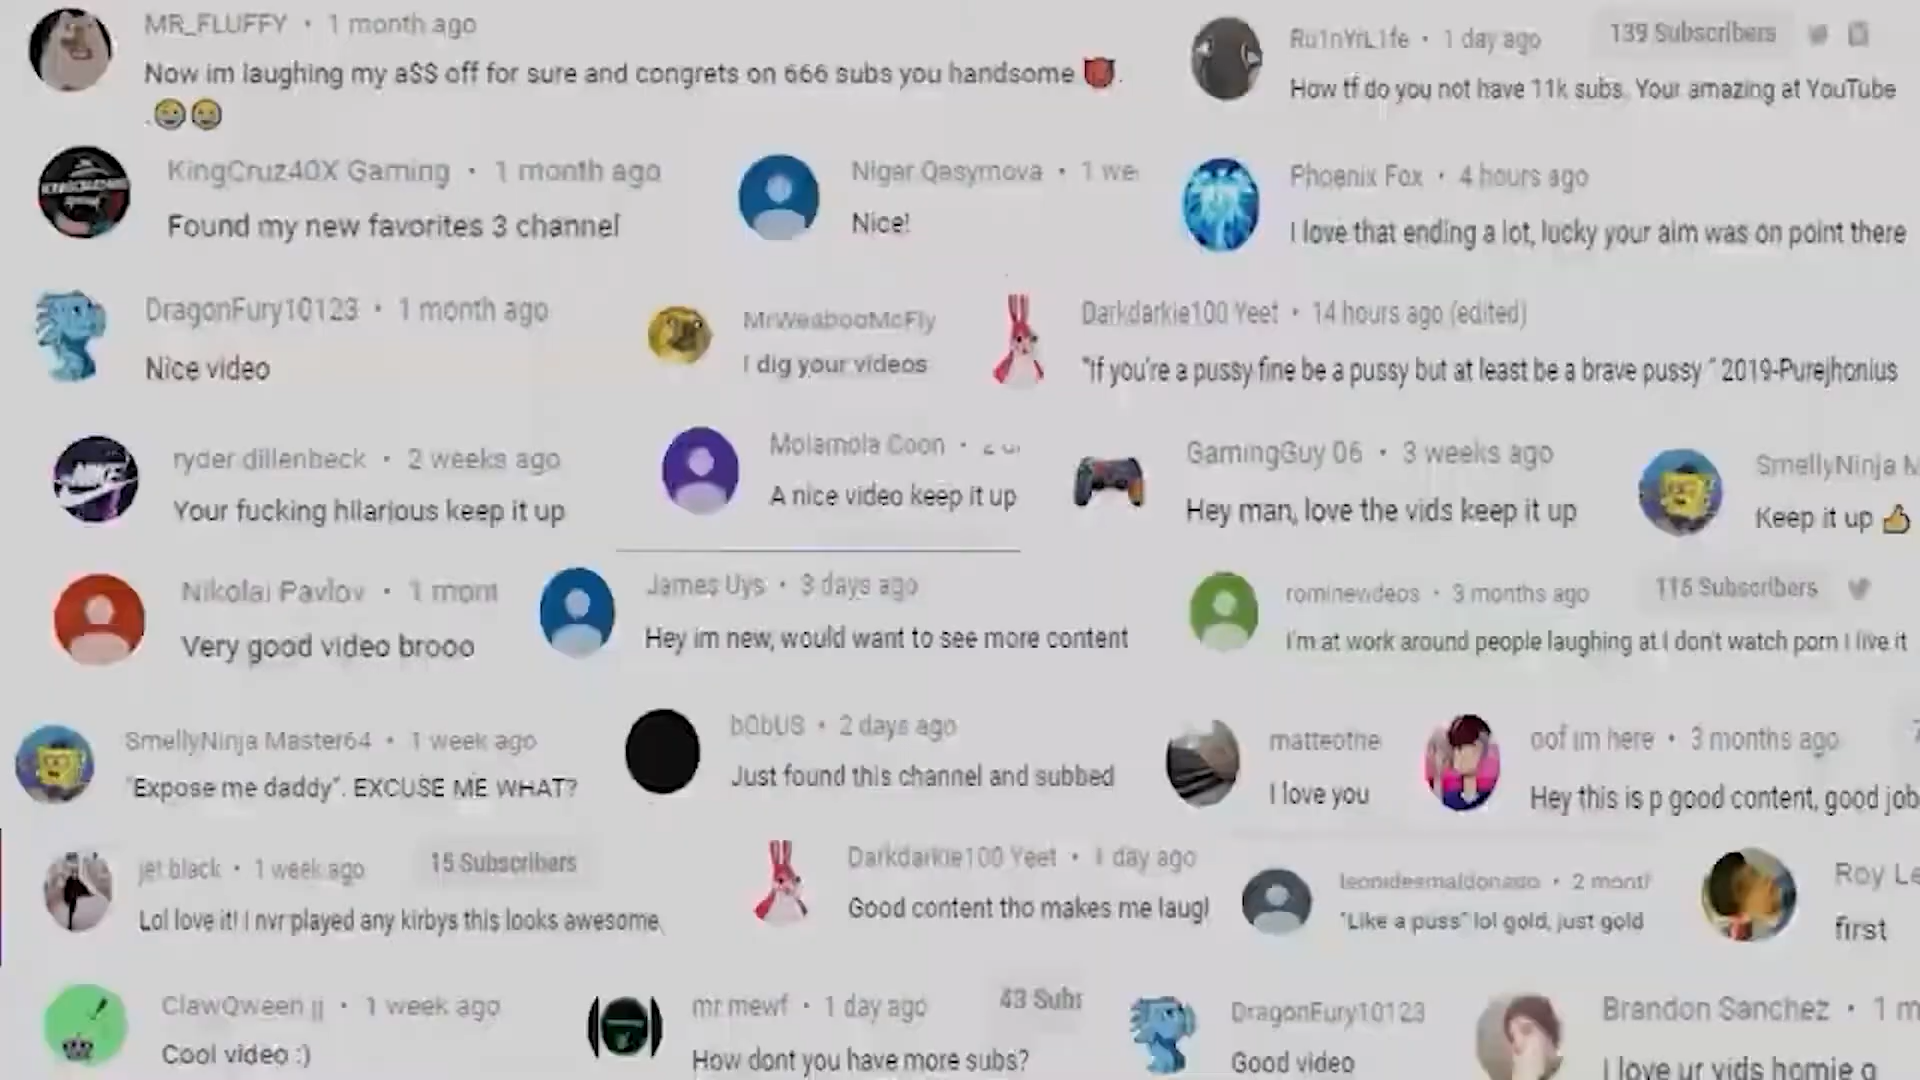 MR_FLUFFY • 1 month ago
Now im laughing my a$$ off for sure and congrets on 666 subs you handsome 👹.
.😂😂
Ru1nYrL1fe • 1 day ago
139 Subscribers
How tf do you not have 11k subs. Your amazing at YouTube
KingCruz40X Gaming • 1 month ago
Found my new favorites 3 channel
Nigar Qasymova • 1 we
Nice!
Phoenix Fox • 4 hours ago
I love that ending a lot, lucky your aim was on point there
DragonFury10123 • 1 month ago
Nice video
MrWeabooMcFly
I dig your videos
Darkdarkie100 Yeet • 14 hours ago (edited)
"If you're a pussy fine be a pussy but at least be a brave pussy " 2019-Purejhonius
ryder dillenbeck • 2 weeks ago
Your fucking hilarious keep it up
Molamola Coon •
A nice video keep it up
GamingGuy 06 • 3 weeks ago
Hey man, love the vids keep it up
SmellyNinja M
Keep it up 👍
Nikolai Pavlov • 1 mont
Very good video brooo
James Uys • 3 days ago
Hey im new, would want to see more content
rominevideos • 3 months ago
115 Subscribers
I'm at work around people laughing at I don't watch porn I live it
SmellyNinja Master64 • 1 week ago
"Expose me daddy". EXCUSE ME WHAT?
b0bUS • 2 days ago
Just found this channel and subbed
matteothe
I love you
oof im here • 3 months ago
Hey this is p good content, good job
jet black • 1 week ago
15 Subscribers
Lol love it! I nvr played any kirbys this looks awesome,
Darkdarkie100 Yeet • 1 day ago
Good content tho makes me laugl
leonidesmaldonado • 2 montl
"Like a puss" lol gold, just gold
Roy Le
first
ClawQween jj • 1 week ago
Cool video :)
mr mewf • 1 day ago
43 Subs
How dont you have more subs?
DragonFury10123
Good video
Brandon Sanchez • 1 m
I love ur vids homie g